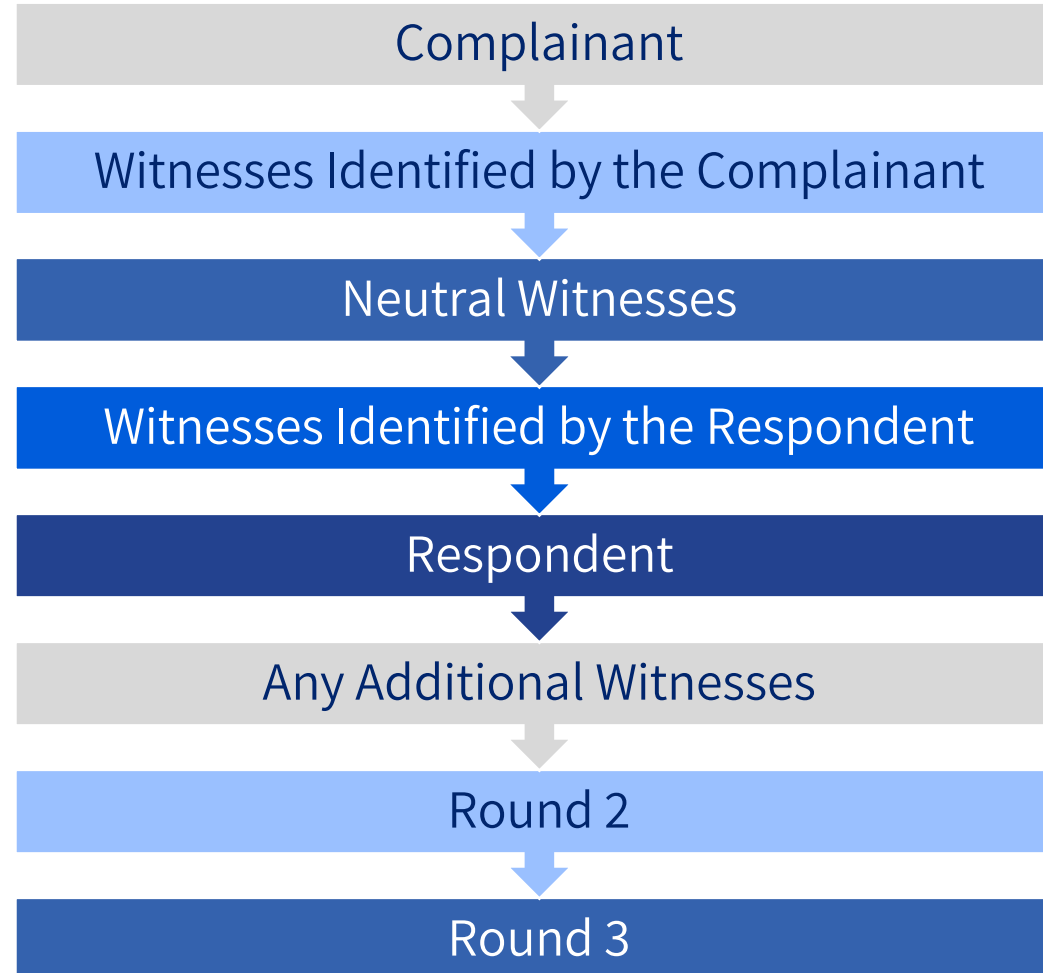 Complainant
Witnesses Identified by the Complainant
Neutral Witnesses
Witnesses Identified by the Respondent
Respondent
Any Additional Witnesses
Round 2
Round 3